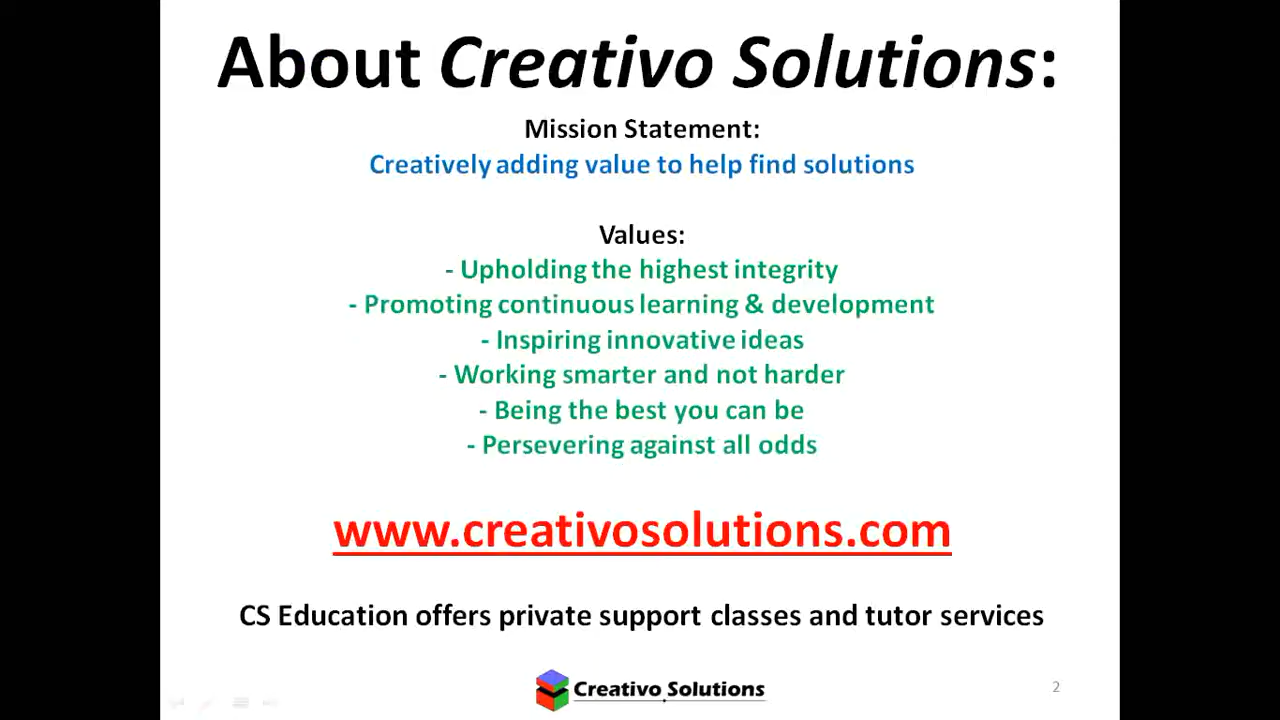 About Creativo Solutions:
Mission Statement:
Creatively adding value to help find solutions
Values:
- Upholding the highest integrity
- Promoting continuous learning & development
- Inspiring innovative ideas
- Working smarter and not harder
- Being the best you can be
- Persevering against all odds
www.creativosolutions.com
CS Education offers private support classes and tutor services
Creativo Solutions
2